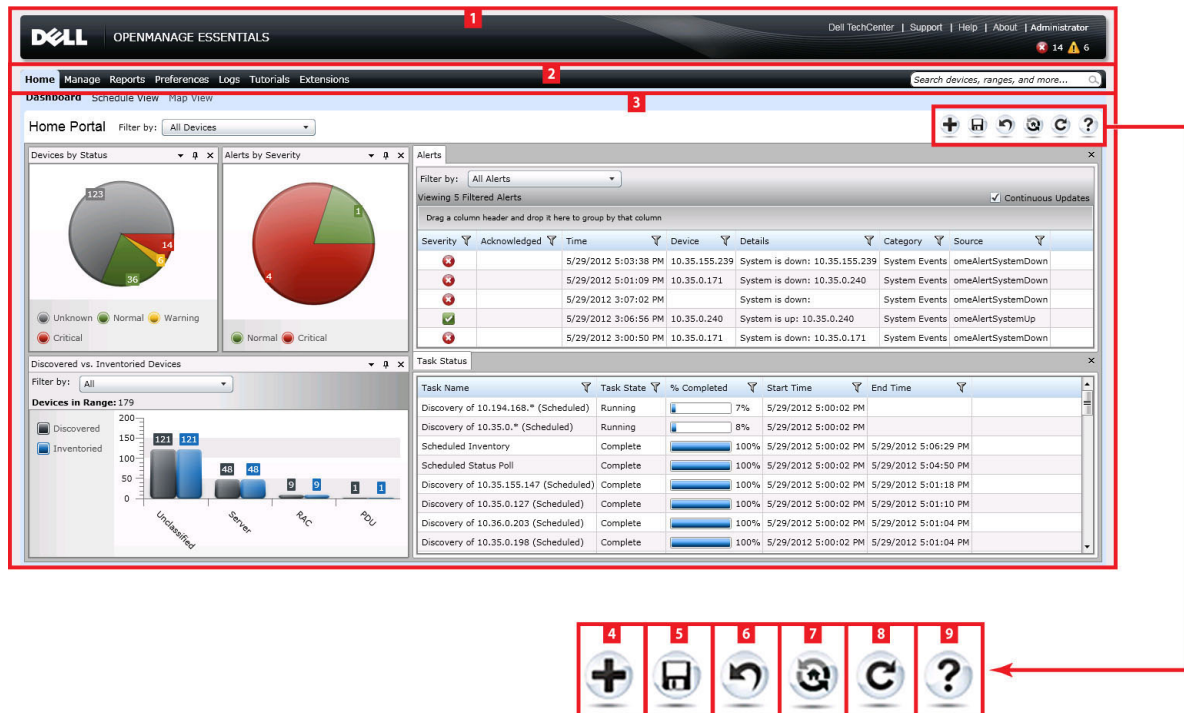 1
DELL OPENMANAGE ESSENTIALS
Dell TechCenter | Support | Help | About | Administrator
14 6
Home Manage Reports Preferences Logs Tutorials Extensions
2
Search devices, ranges, and more...
Dashboard Schedule View Map View
3
Home Portal Filter by: All Devices
Devices by Status
123
14
6
36
Unknown Normal Warning
Critical
Alerts by Severity
1
4
Normal Critical
Alerts
Filter by: All Alerts
Viewing 5 Filtered Alerts Continuous Updates
Drag a column header and drop it here to group by that column
Severity Acknowledged Time Device Details Category Source
5/29/2012 5:03:38 PM 10.35.155.239 System is down: 10.35.155.239 System Events omeAlertSystemDown
5/29/2012 5:01:09 PM 10.35.0.171 System is down: 10.35.0.240 System Events omeAlertSystemDown
5/29/2012 3:07:02 PM System is down: System Events omeAlertSystemDown
5/29/2012 3:06:56 PM 10.35.0.240 System is up: 10.35.0.240 System Events omeAlertSystemUp
5/29/2012 3:00:50 PM 10.35.0.171 System is down: 10.35.0.171 System Events omeAlertSystemDown
Discovered vs. Inventoried Devices
Filter by: All
Devices in Range: 179
Discovered
Inventoried
200
150
100
50
0
121 121
48 48
9 9
1 1
Unclassified
Server
RAC
PDU
Task Status
Task Name Task State % Completed Start Time End Time
Discovery of 10.194.168.* (Scheduled) Running 7% 5/29/2012 5:00:02 PM
Discovery of 10.35.0.* (Scheduled) Running 8% 5/29/2012 5:00:02 PM
Scheduled Inventory Complete 100% 5/29/2012 5:00:02 PM 5/29/2012 5:06:29 PM
Scheduled Status Poll Complete 100% 5/29/2012 5:00:02 PM 5/29/2012 5:04:50 PM
Discovery of 10.35.155.147 (Scheduled) Complete 100% 5/29/2012 5:00:02 PM 5/29/2012 5:01:18 PM
Discovery of 10.35.0.127 (Scheduled) Complete 100% 5/29/2012 5:00:02 PM 5/29/2012 5:01:10 PM
Discovery of 10.36.0.203 (Scheduled) Complete 100% 5/29/2012 5:00:02 PM 5/29/2012 5:01:04 PM
Discovery of 10.35.0.198 (Scheduled) Complete 100% 5/29/2012 5:00:02 PM 5/29/2012 5:01:04 PM
4 5 6 7 8 9